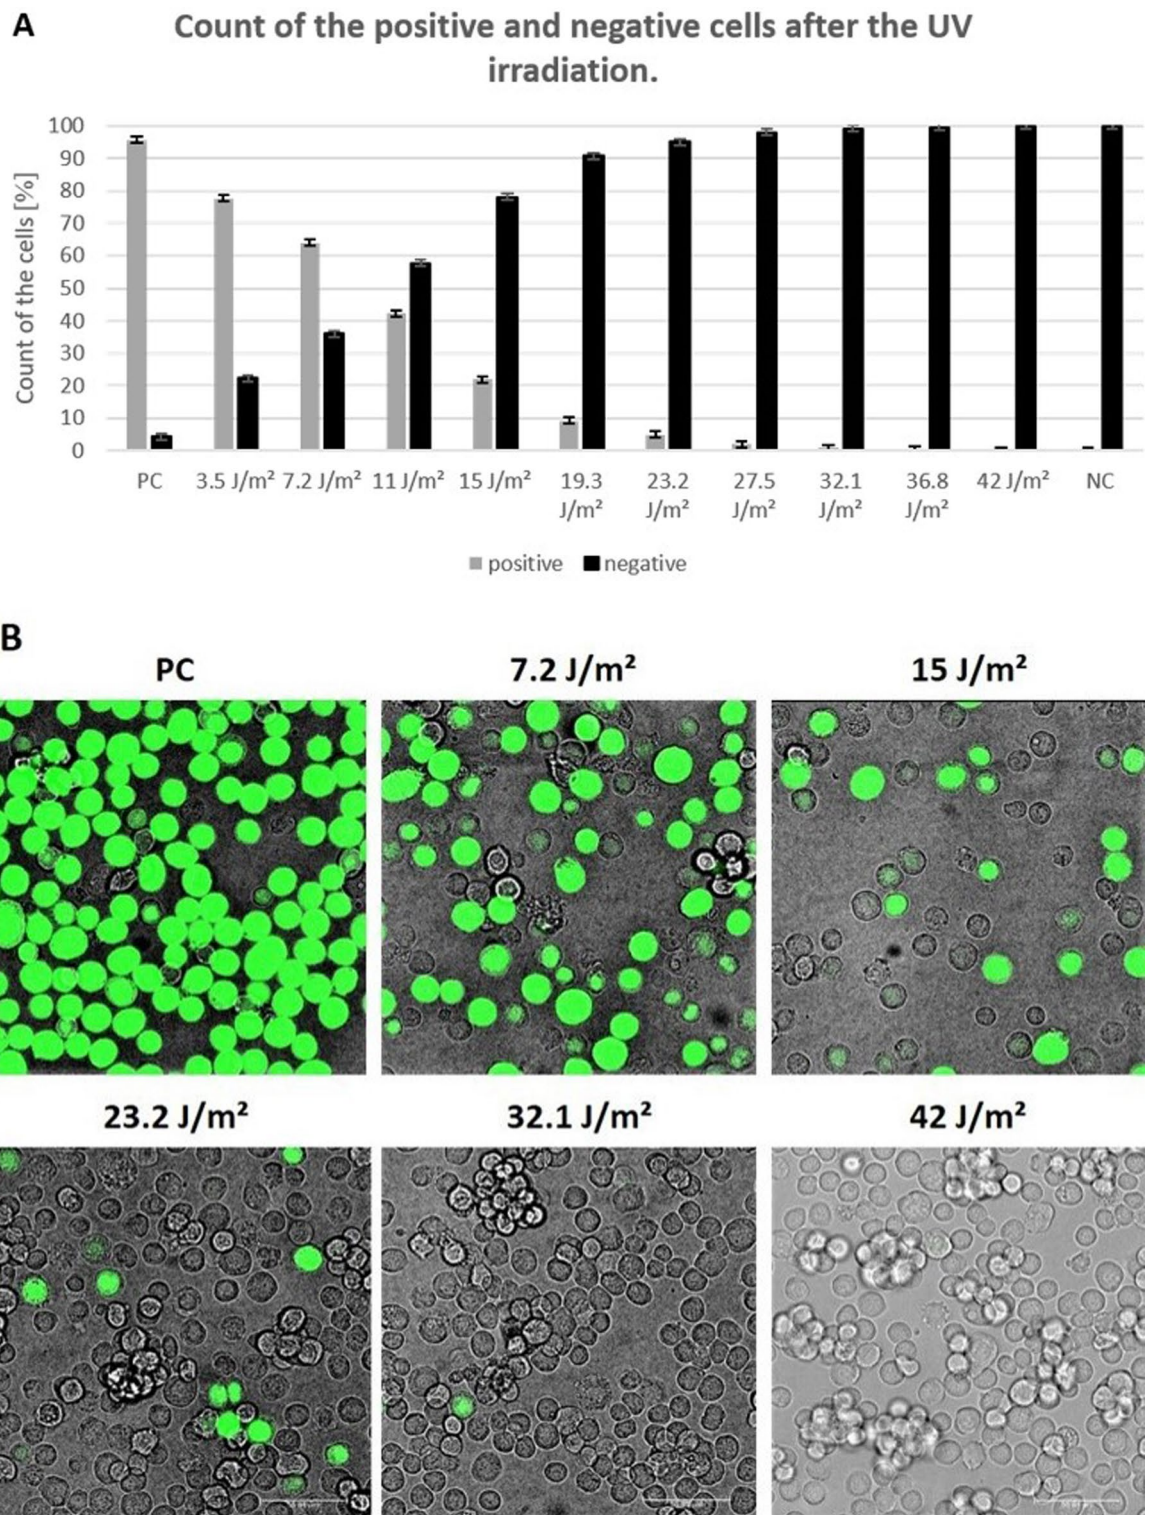 A
Count of the positive and negative cells after the UV
irradiation.
Count of the cells [%]
100
90
80
70
60
50
40
30
20
10
0
PC 3.5 J/m² 7.2 J/m² 11 J/m² 15 J/m² 19.3 23.2 27.5 32.1 36.8 42 J/m² NC
J/m² J/m² J/m² J/m² J/m²
positive negative
B
PC 7.2 J/m² 15 J/m²
23.2 J/m² 32.1 J/m² 42 J/m²